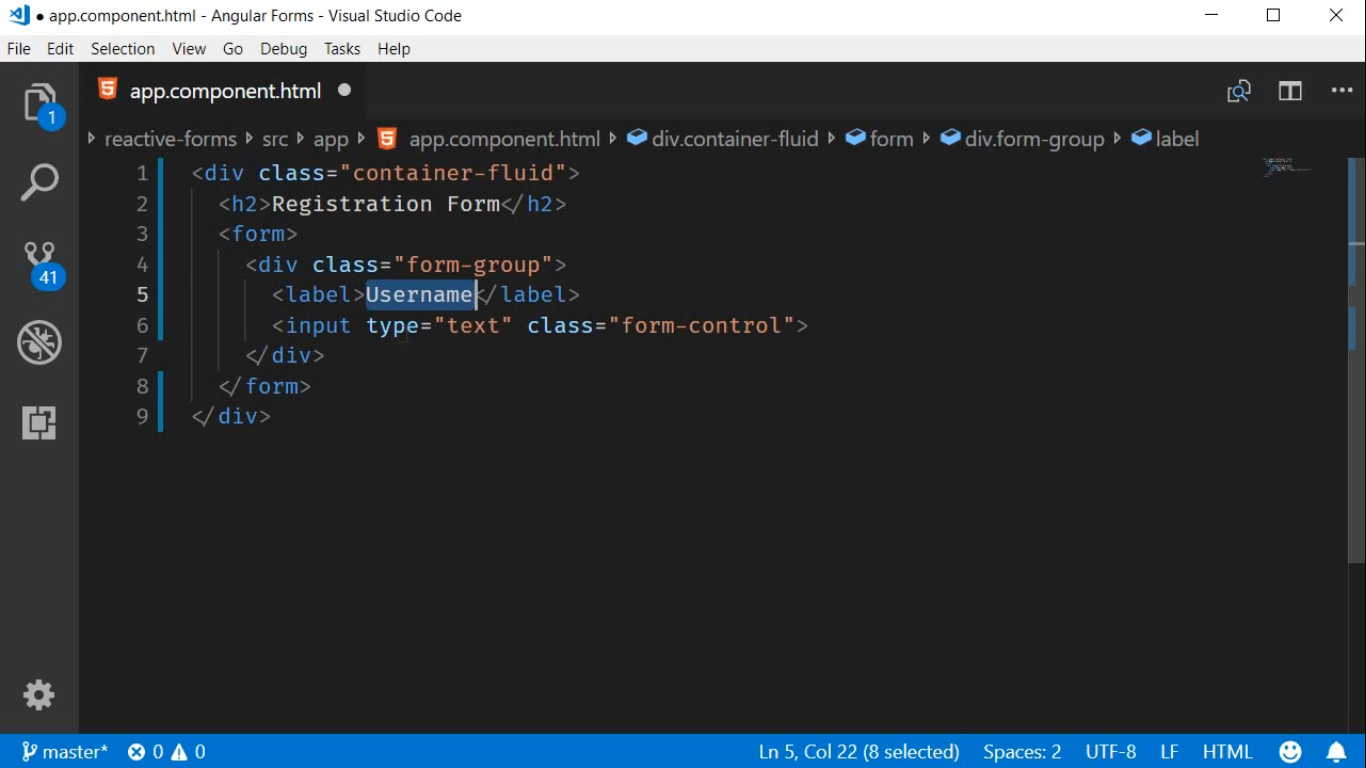 app.component.html - Angular Forms - Visual Studio Code
File Edit Selection View Go Debug Tasks Help
app.component.html
reactive-forms src app app.component.html div.container-fluid form div.form-group label
1 <div class="container-fluid">
2 <h2>Registration Form</h2>
3 <form>
4 <div class="form-group">
5 <label>Username</label>
6 <input type="text" class="form-control">
7 </div>
8 </form>
9 </div>
1
41
master* 0 0 Ln 5, Col 22 (8 selected) Spaces: 2 UTF-8 LF HTML